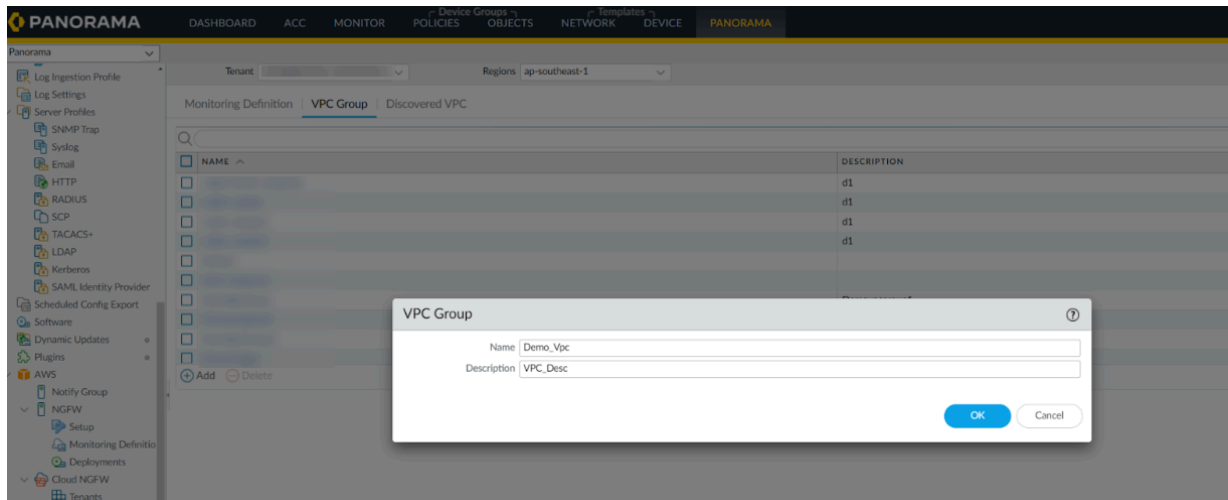 PANORAMA
DASHBOARD ACC MONITOR Device Groups POLICIES OBJECTS Templates NETWORK DEVICE PANORAMA
Panorama
Tenant Regions ap-southeast-1
Log Ingestion Profile
Log Settings
Server Profiles
SNMP Trap
Syslog
Email
HTTP
RADIUS
SCP
TACACS+
LDAP
Kerberos
SAML Identity Provider
Scheduled Config Export
Software
Dynamic Updates
Plugins
AWS
Notify Group
NGFW
Setup
Monitoring Definitio
Deployments
Cloud NGFW
Tenants
Monitoring Definition VPC Group Discovered VPC
NAME DESCRIPTION
d1
d1
d1
d1
Add Delete
VPC Group
Name Demo_Vpc
Description VPC_Desc
OK Cancel